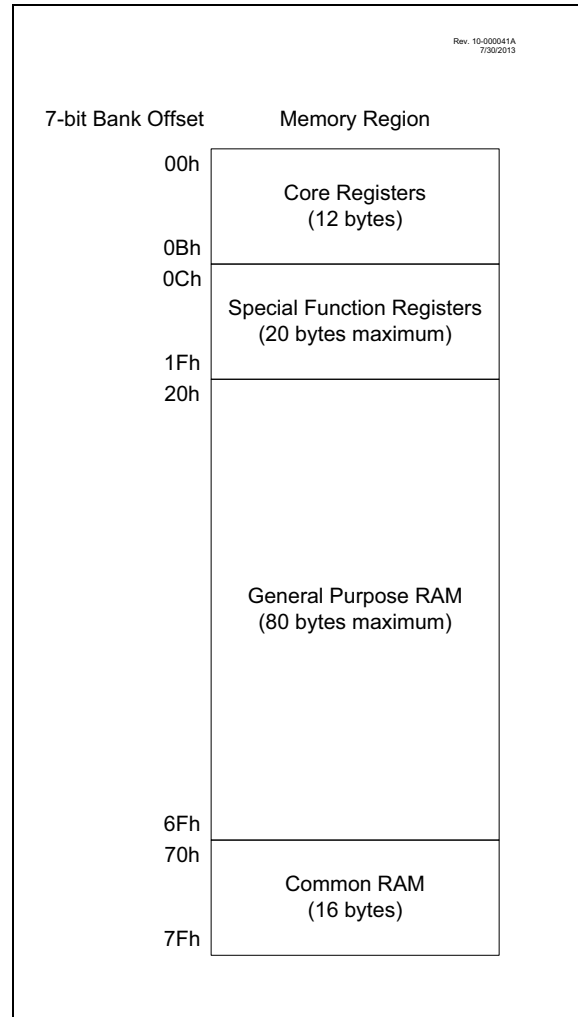 Rev. 10-000041A
7/30/2013
7-bit Bank Offset Memory Region
00h
Core Registers
(12 bytes)
0Bh
0Ch
Special Function Registers
(20 bytes maximum)
1Fh
20h
General Purpose RAM
(80 bytes maximum)
6Fh
70h
Common RAM
(16 bytes)
7Fh